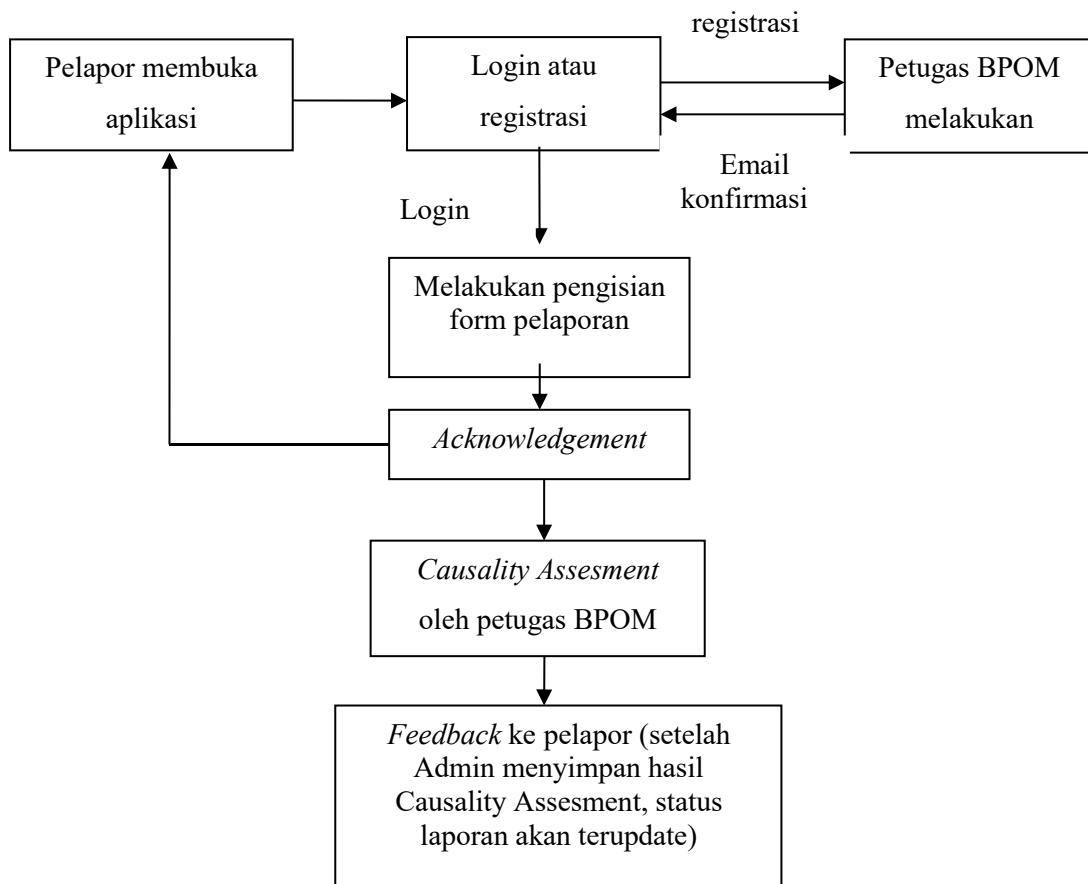 registrasi
Pelapor membuka
aplikasi
Login atau
registrasi
Petugas BPOM
melakukan
Email
konfirmasi
Login
Melakukan pengisian
form pelaporan
Acknowledgement
Causality Assesment
oleh petugas BPOM
Feedback ke pelapor (setelah
Admin menyimpan hasil
Causality Assesment, status
laporan akan terupdate)